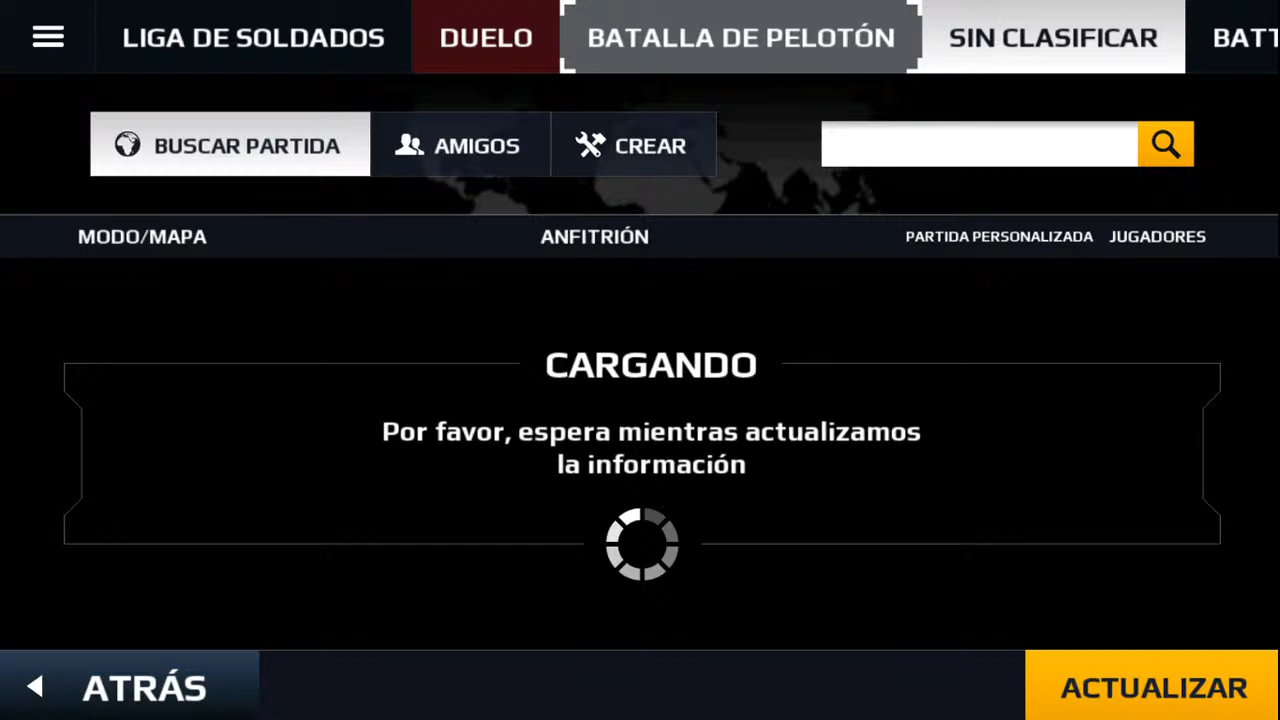 LIGA DE SOLDADOS
DUELO
BATALLA DE PELOTÓN
SIN CLASIFICAR
BATT
BUSCAR PARTIDA
AMIGOS
CREAR
MODO/MAPA
ANFITRIÓN
PARTIDA PERSONALIZADA
JUGADORES
CARGANDO
Por favor, espera mientras actualizamos
la información
ATRÁS
ACTUALIZAR